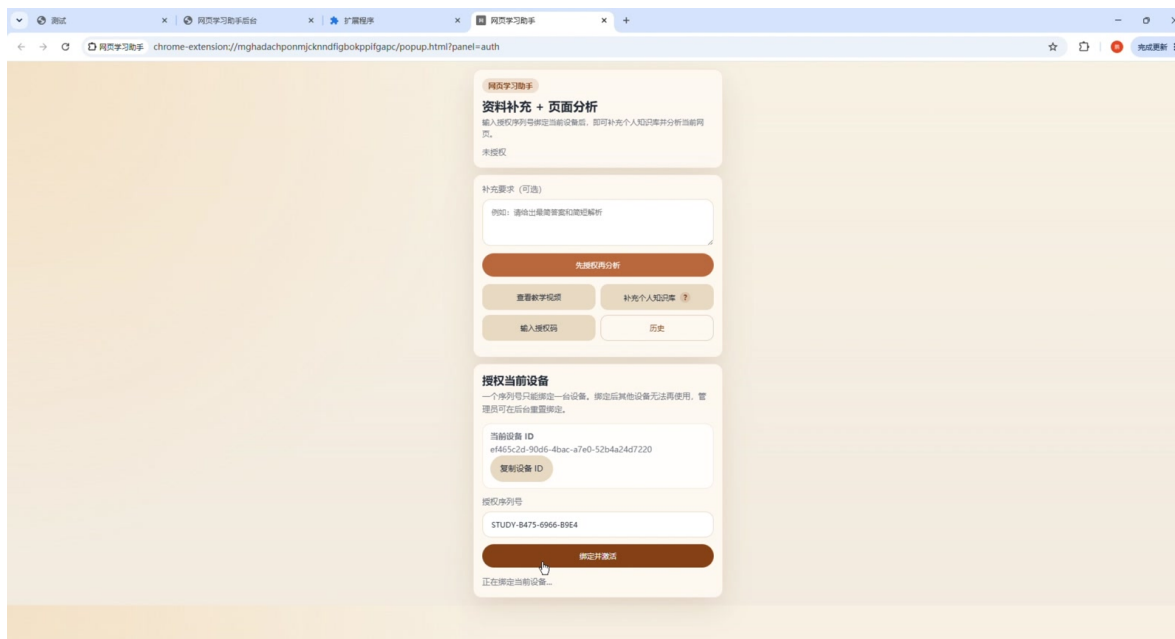 测试
网页学习助手后台
扩展程序
网页学习助手
网页学习助手 chrome-extension://mghadachponmjcknndfigbokppifgapc/popup.html?panel=auth
完成更新
网页学习助手
资料补充 + 页面分析
输入授权序列号绑定当前设备后，即可补充个人知识库并分析当前网
页。
未授权
补充要求（可选）
例如：请给出最简答案和简短解析
先授权再分析
查看教学视频
补充个人知识库 ?
输入授权码
历史
授权当前设备
一个序列号只能绑定一台设备。绑定后其他设备无法再使用，管
理员可在后台重置绑定。
当前设备 ID
ef465c2d-90d6-4bac-a7e0-52b4a24d7220
复制设备 ID
授权序列号
STUDY-B475-6966-B9E4
绑定并激活
正在绑定当前设备...